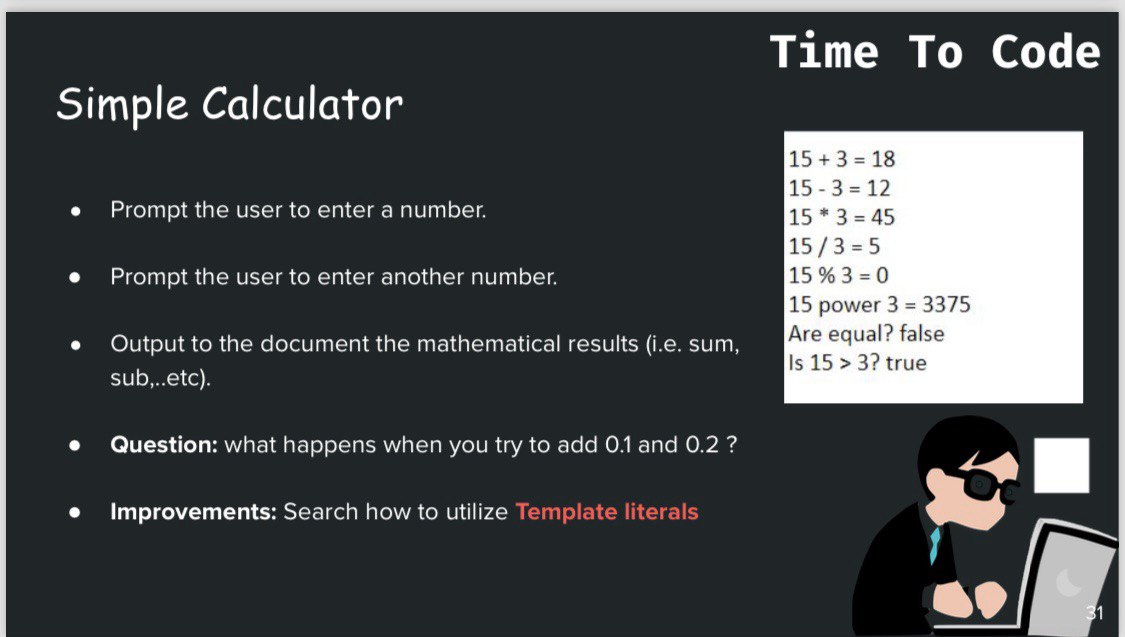 Time To Code
Simple Calculator
● Prompt the user to enter a number.
● Prompt the user to enter another number.
● Output to the document the mathematical results (i.e. sum,
sub,..etc).
● Question: what happens when you try to add 0.1 and 0.2 ?
● Improvements: Search how to utilize Template literals
15 + 3 = 18
15 - 3 = 12
15 * 3 = 45
15 / 3 = 5
15 % 3 = 0
15 power 3 = 3375
Are equal? false
Is 15 > 3? true
31